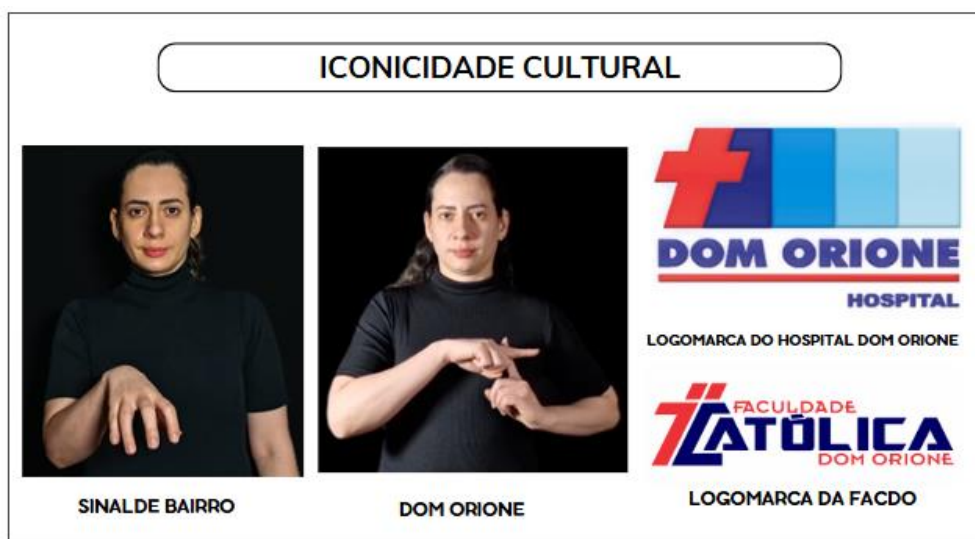 ICONICIDADE CULTURAL
DOM ORIONE
HOSPITAL
LOGOMARCA DO HOSPITAL DOM ORIONE
FACULDADE
CATÓLICA
DOM ORIONE
LOGOMARCA DA FACDO
SINALDE BAIRRO
DOM ORIONE